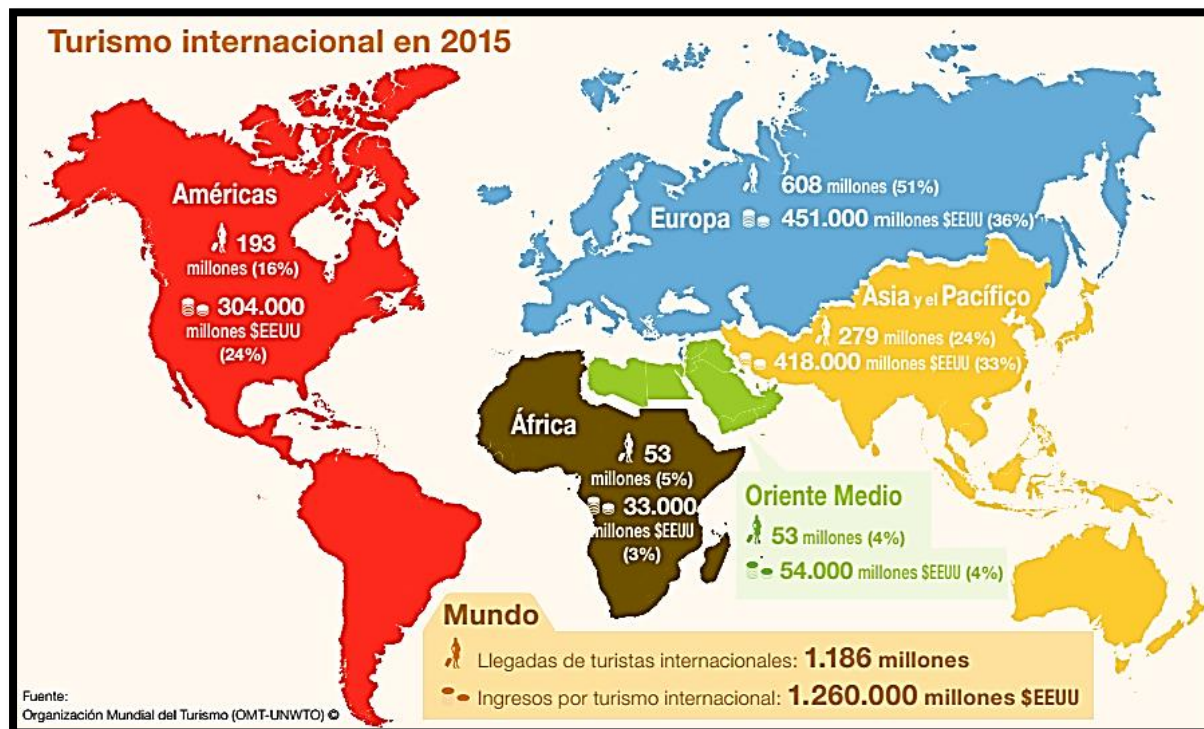 Turismo internacional en 2015
Américas
193
millones (16%)
304.000
millones $EEUU
(24%)
608 millones (51%)
Europa
451.000 millones $EEUU (36%)
Asia y el Pacífico
279 millones (24%)
418.000 millones $EEUU (33%)
África
53
millones (5%)
33.000
millones $EEUU
(3%)
Oriente Medio
53 millones (4%)
54.000 millones $EEUU (4%)
Mundo
Llegadas de turistas internacionales: 1.186 millones
Ingresos por turismo internacional: 1.260.000 millones $EEUU
Fuente:
Organización Mundial del Turismo (OMT-UNWTO) ©